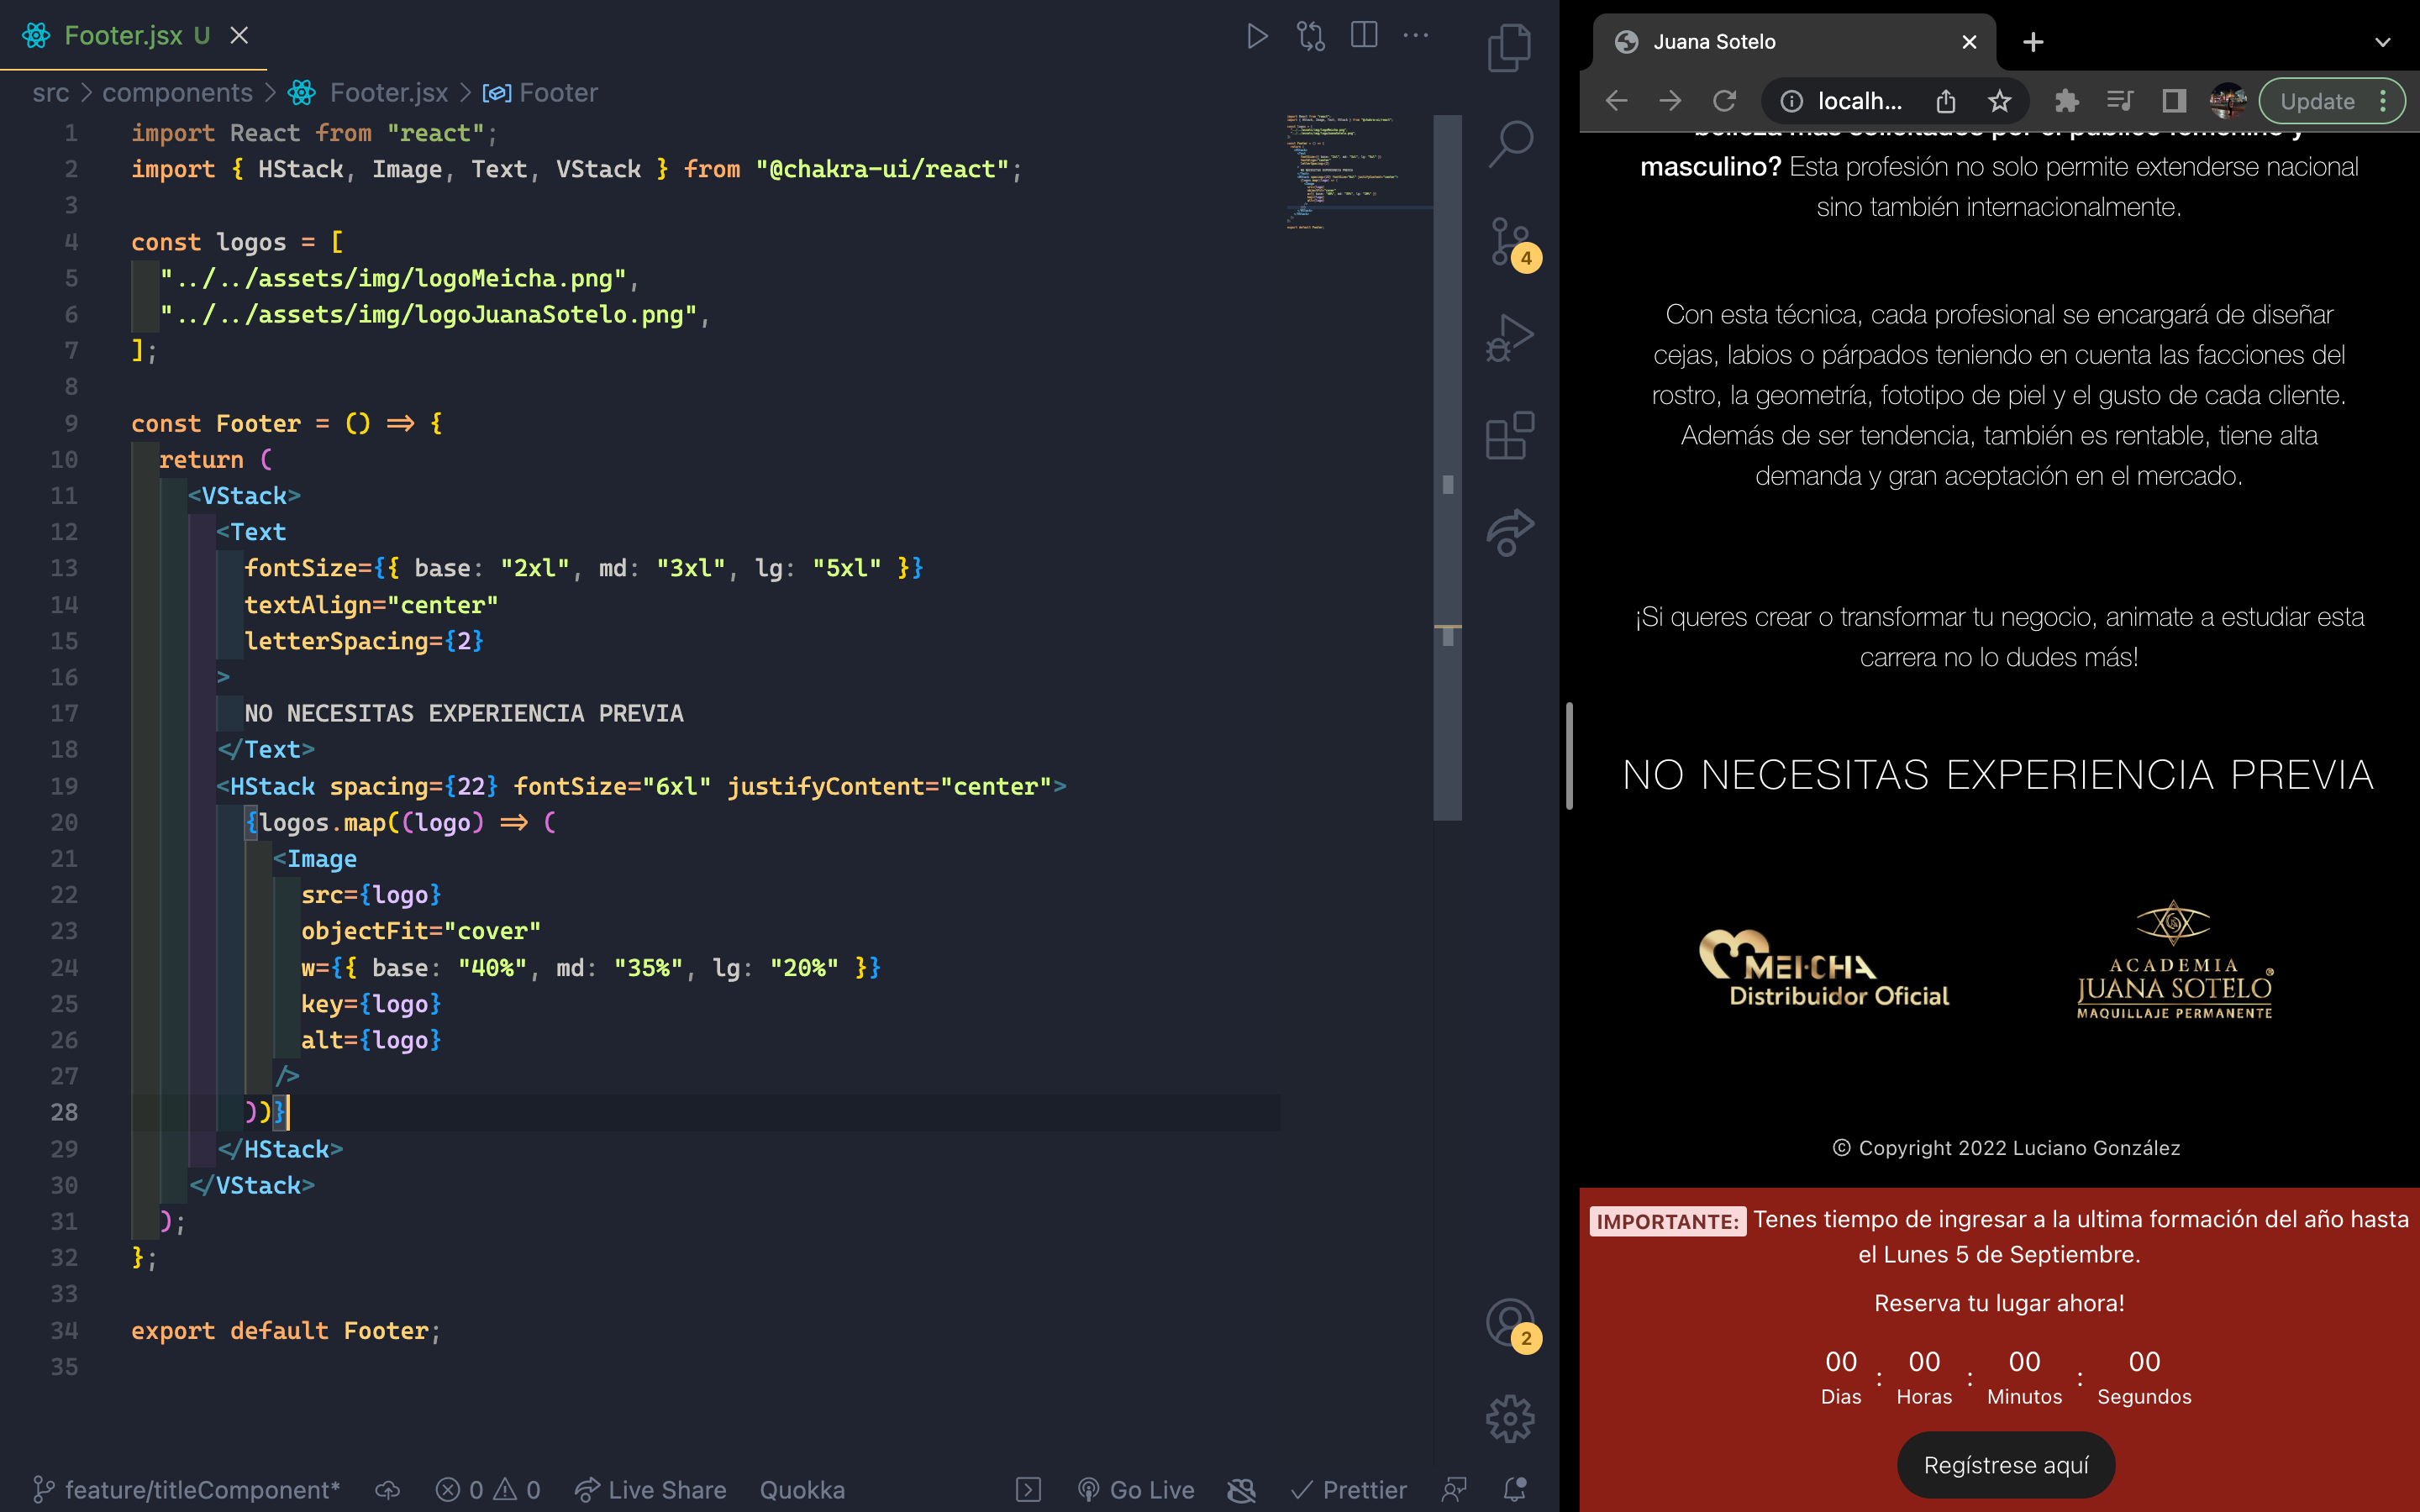 Footer.jsx U
src > components > Footer.jsx > Footer
1 import React from "react";
2 import { HStack, Image, Text, VStack } from "@chakra-ui/react";
3
4 const logos = [
5 "../../assets/img/logoMeicha.png",
6 "../../assets/img/logoJuanaSotelo.png",
7 ];
8
9 const Footer = () => {
10 return (
11 <VStack>
12 <Text
13 fontSize={{ base: "2xl", md: "3xl", lg: "5xl" }}
14 textAlign="center"
15 letterSpacing={2}
16 >
17 NO NECESITAS EXPERIENCIA PREVIA
18 </Text>
19 <HStack spacing={22} fontSize="6xl" justifyContent="center">
20 {logos.map((logo) => (
21 <Image
22 src={logo}
23 objectFit="cover"
24 w={{ base: "40%", md: "35%", lg: "20%" }}
25 key={logo}
26 alt={logo}
27 />
28 ))}
29 </HStack>
30 </VStack>
31 );
32 };
33
34 export default Footer;
35
4
2
feature/titleComponent* 0 0 Live Share Quokka Go Live Prettier
Juana Sotelo
localh... Update
masculino? Esta profesión no solo permite extenderse nacional
sino también internacionalmente.
Con esta técnica, cada profesional se encargará de diseñar
cejas, labios o párpados teniendo en cuenta las facciones del
rostro, la geometría, fototipo de piel y el gusto de cada cliente.
Además de ser tendencia, también es rentable, tiene alta
demanda y gran aceptación en el mercado.
¡Si queres crear o transformar tu negocio, animate a estudiar esta
carrera no lo dudes más!
NO NECESITAS EXPERIENCIA PREVIA
MEI·CHA
Distribuidor Oficial
ACADEMIA
JUANA SOTELO®
MAQUILLAJE PERMANENTE
© Copyright 2022 Luciano González
IMPORTANTE: Tenes tiempo de ingresar a la ultima formación del año hasta
el Lunes 5 de Septiembre.
Reserva tu lugar ahora!
00 : 00 : 00 : 00
Dias Horas Minutos Segundos
Regístrese aquí